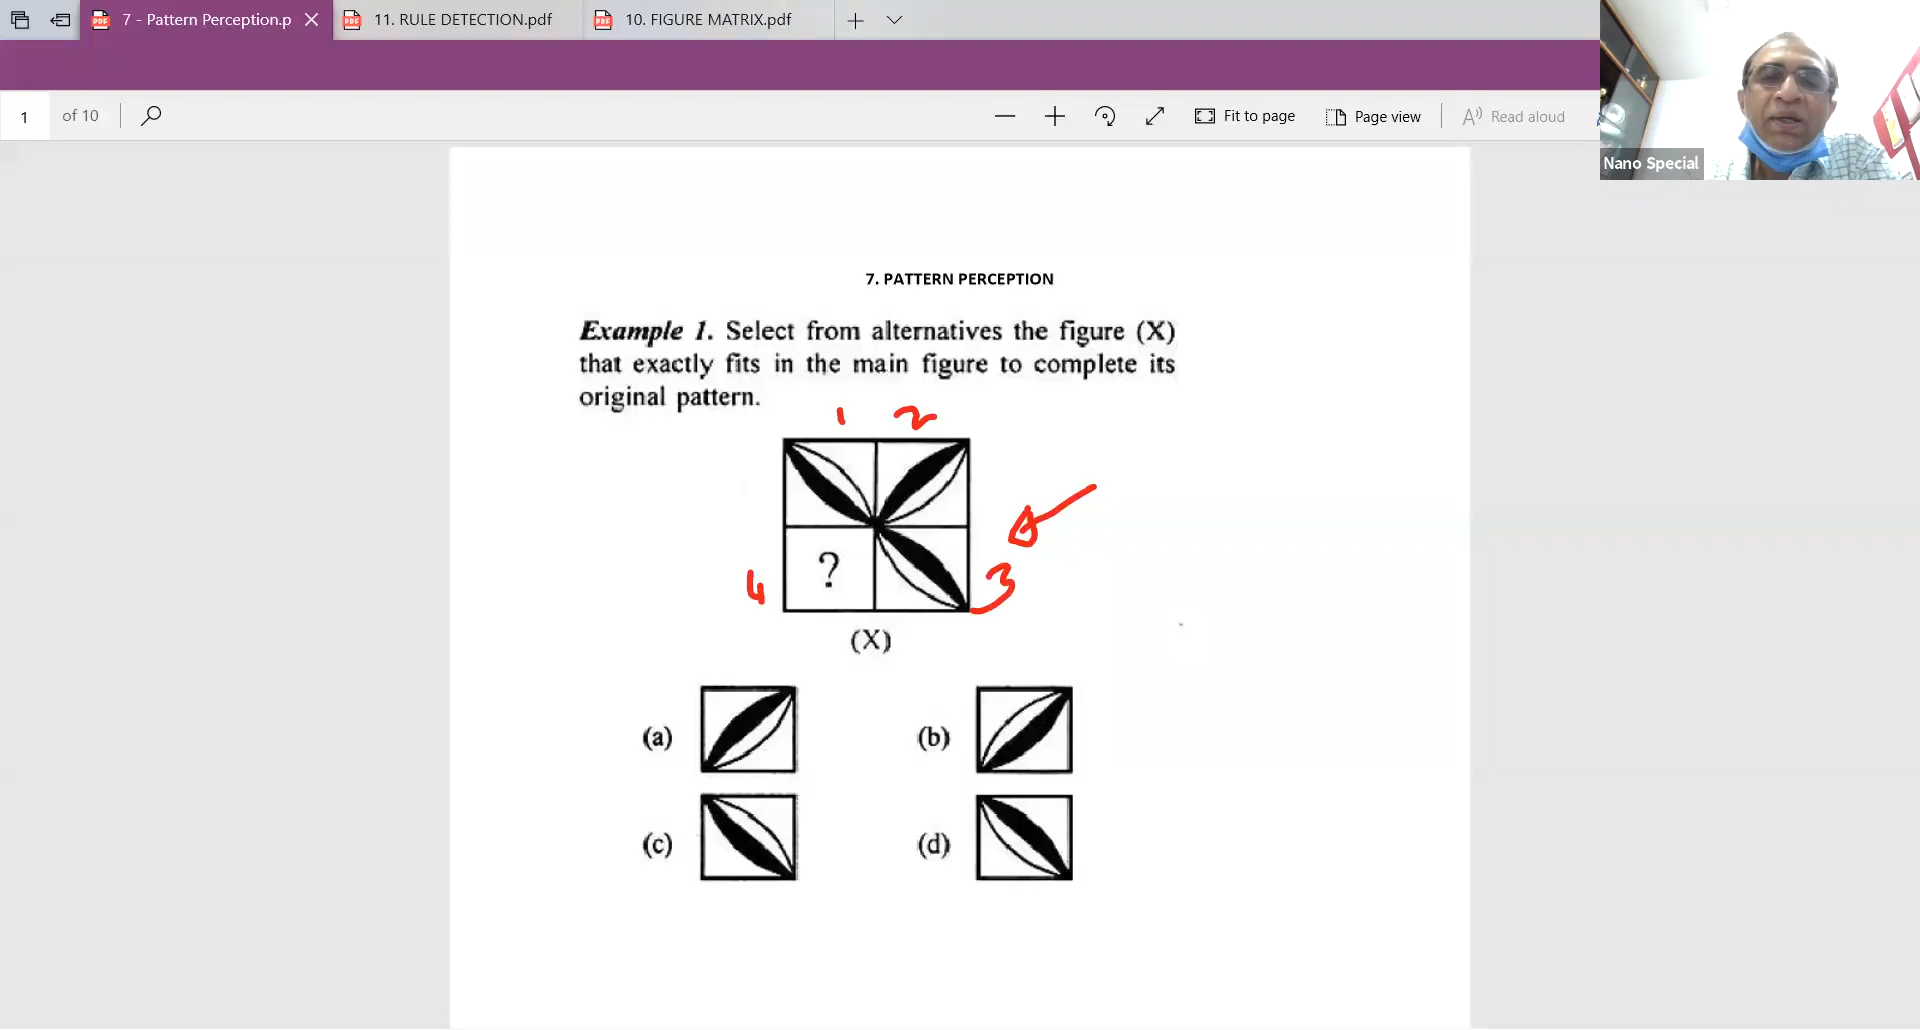 7 - Pattern Perception.p
11. RULE DETECTION.pdf
10. FIGURE MATRIX.pdf
1 of 10
Fit to page
Page view
Read aloud
Nano Special
7. PATTERN PERCEPTION
Example 1. Select from alternatives the figure (X)
that exactly fits in the main figure to complete its
original pattern.
1 2
?
4
3
(X)
(a)
(b)
(c)
(d)